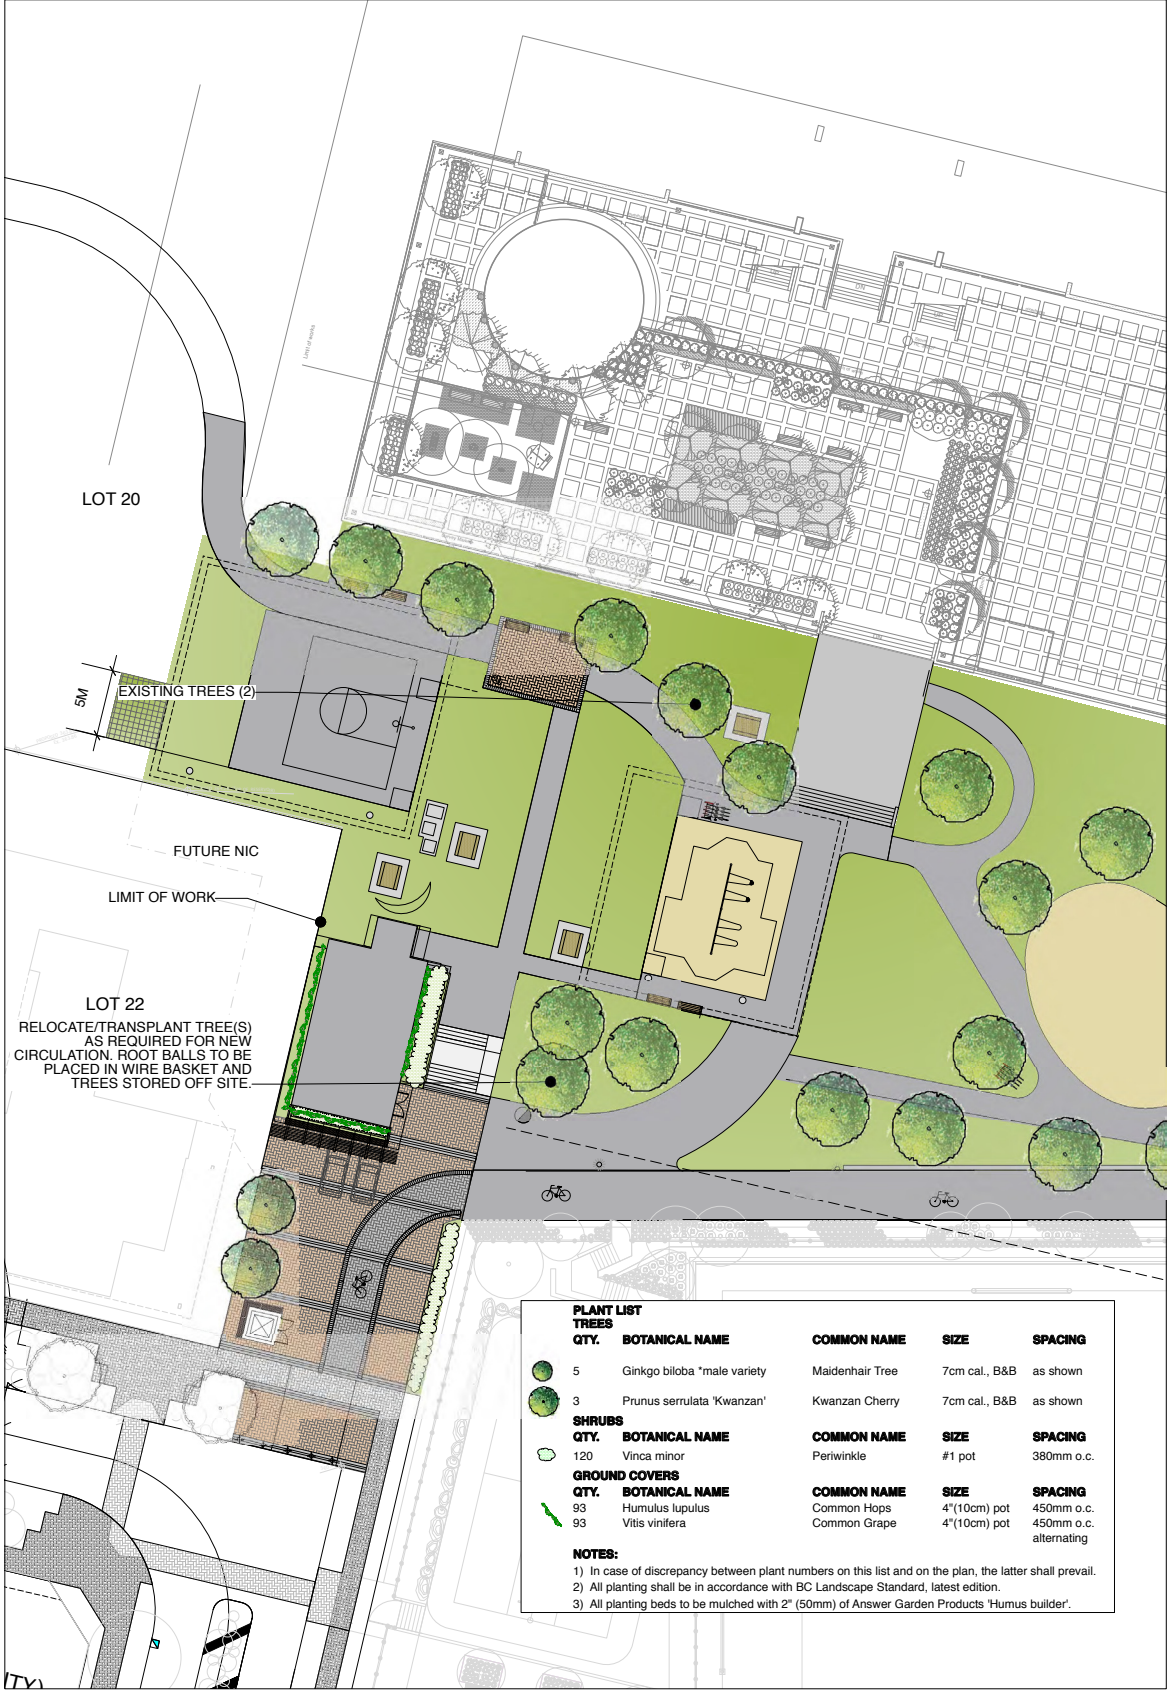 Limit of works
UP
DN
UP
DN
LOT 20
5M
EXISTING TREES (2)
FUTURE NIC
LIMIT OF WORK
LOT 22
RELOCATE/TRANSPLANT TREE(S)
AS REQUIRED FOR NEW
CIRCULATION. ROOT BALLS TO BE
PLACED IN WIRE BASKET AND
TREES STORED OFF SITE.
PLANT LIST
TREES
QTY. BOTANICAL NAME COMMON NAME SIZE SPACING
5 Ginkgo biloba *male variety Maidenhair Tree 7cm cal., B&B as shown
3 Prunus serrulata 'Kwanzan' Kwanzan Cherry 7cm cal., B&B as shown
SHRUBS
QTY. BOTANICAL NAME COMMON NAME SIZE SPACING
120 Vinca minor Periwinkle #1 pot 380mm o.c.
GROUND COVERS
QTY. BOTANICAL NAME COMMON NAME SIZE SPACING
93 Humulus lupulus Common Hops 4"(10cm) pot 450mm o.c.
93 Vitis vinifera Common Grape 4"(10cm) pot 450mm o.c.
alternating
NOTES:
1) In case of discrepancy between plant numbers on this list and on the plan, the latter shall prevail.
2) All planting shall be in accordance with BC Landscape Standard, latest edition.
3) All planting beds to be mulched with 2" (50mm) of Answer Garden Products 'Humus builder'.
ITY)